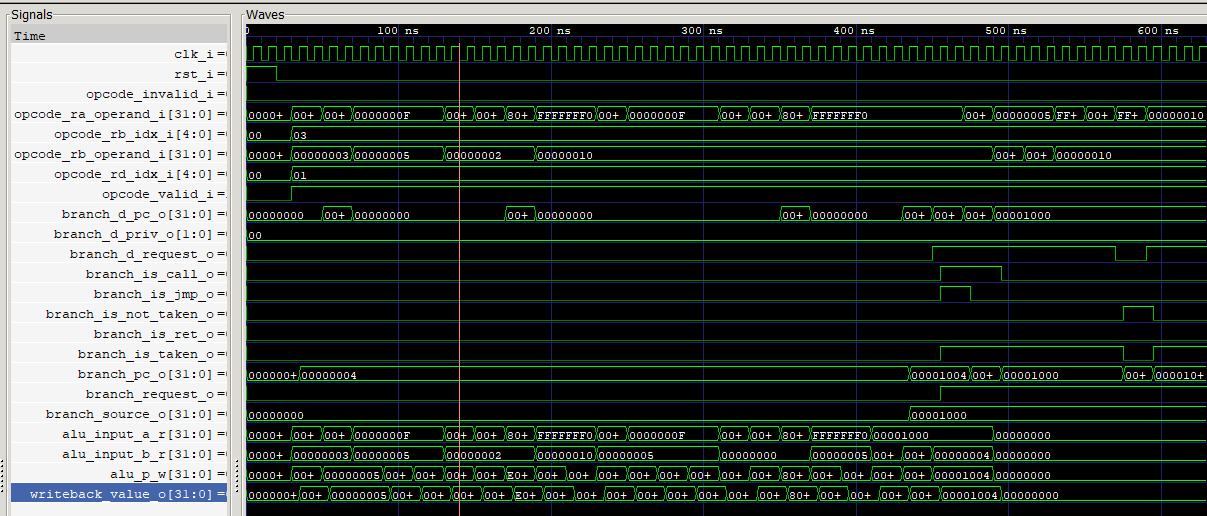 Signals
Waves
Time
0 100 ns 200 ns 300 ns 400 ns 500 ns 600 ns
clk_i =
rst_i =
opcode_invalid_i =
opcode_ra_operand_i[31:0] = 0000+ 00+ 00+ 0000000F 00+ 00+ 80+ FFFFFFF0 00+ 0000000F 00+ 00+ 80+ FFFFFFF0 00+ 00000005 FF+ 00+ FF+ 00000010
opcode_rb_idx_i[4:0] = 00 03
opcode_rb_operand_i[31:0] = 0000+ 00000003 00000005 00000002 00000010 00+ 00+ 00000010
opcode_rd_idx_i[4:0] = 00 01
opcode_valid_i =
branch_d_pc_o[31:0] = 00000000 00+ 00000000 00+ 00000000 00+ 00000000 00+ 00+ 00+ 00001000
branch_d_priv_o[1:0] = 00
branch_d_request_o =
branch_is_call_o =
branch_is_jmp_o =
branch_is_not_taken_o =
branch_is_ret_o =
branch_is_taken_o =
branch_pc_o[31:0] = 000000+ 00000004 00001004 00+ 00001000 00+ 000010+
branch_request_o =
branch_source_o[31:0] = 00000000 00001000
alu_input_a_r[31:0] = 0000+ 00+ 00+ 0000000F 00+ 00+ 80+ FFFFFFF0 00+ 0000000F 00+ 00+ 80+ FFFFFFF0 00001000 00000000
alu_input_b_r[31:0] = 0000+ 00000003 00000005 00000002 00000010 00000005 00000000 00000005 00+ 00+ 00000004 00000000
alu_p_w[31:0] = 0000+ 00+ 00+ 00000005 00+ 00+ 00+ 00+ E0+ 00+ 00+ 00+ 00+ 00+ 00+ 00+ 00+ 80+ 00+ 00+ 00+ 00+ 00001004 00000000
writeback_value_o[31:0] = 000000+ 00+ 00000005 00+ 00+ 00+ 00+ E0+ 00+ 00+ 00+ 00+ 00+ 00+ 00+ 80+ 00+ 00+ 00+ 00+ 00001004 00000000